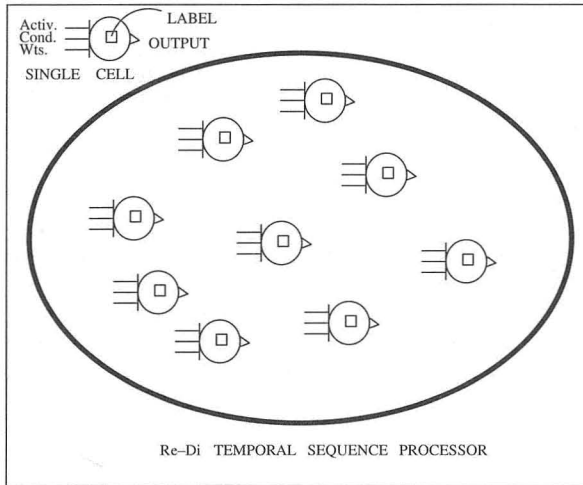 Activ.
Cond.
Wts.
LABEL
OUTPUT
SINGLE CELL
Re–Di TEMPORAL SEQUENCE PROCESSOR